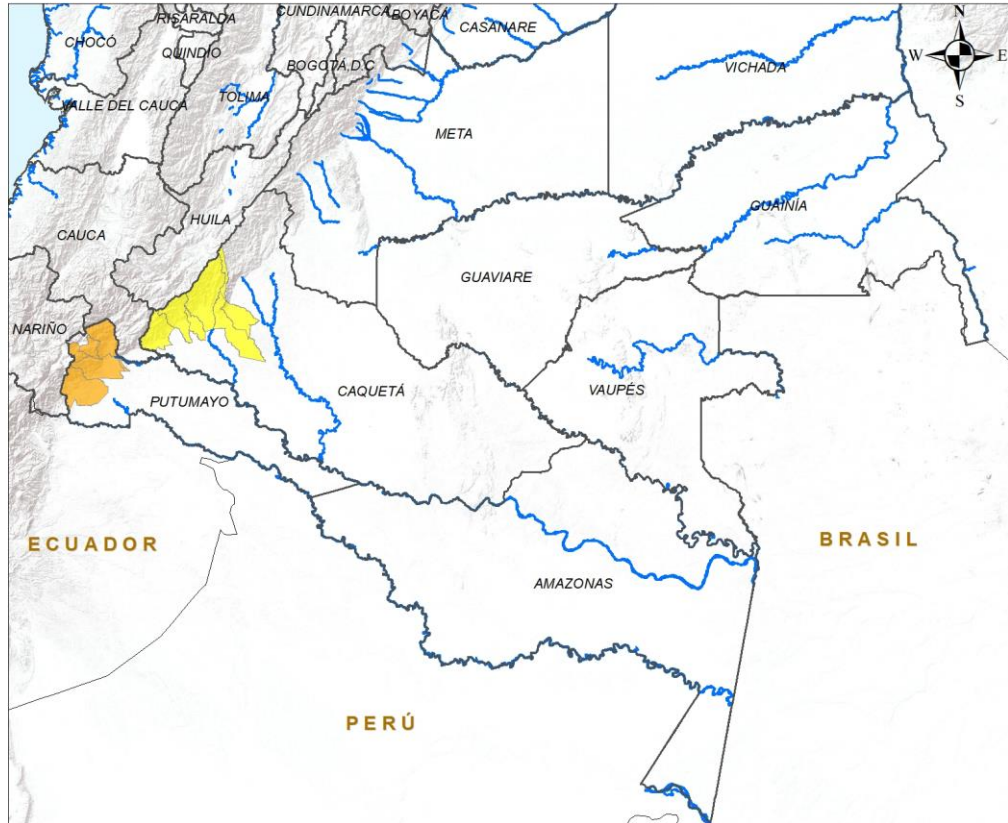 CUNDINAMARCA
BOYACÁ
RISARALDA
CASANARE
N
CHOCÓ
QUINDIO
BOGOTÁ D.C
W
E
VICHADA
S
VALLE DEL CAUCA
TOLIMA
META
HUILA
GUAINÍA
CAUCA
GUAVIARE
NARIÑO
CAQUETÁ
VAUPÉS
PUTUMAYO
ECUADOR
BRASIL
AMAZONAS
PERÚ